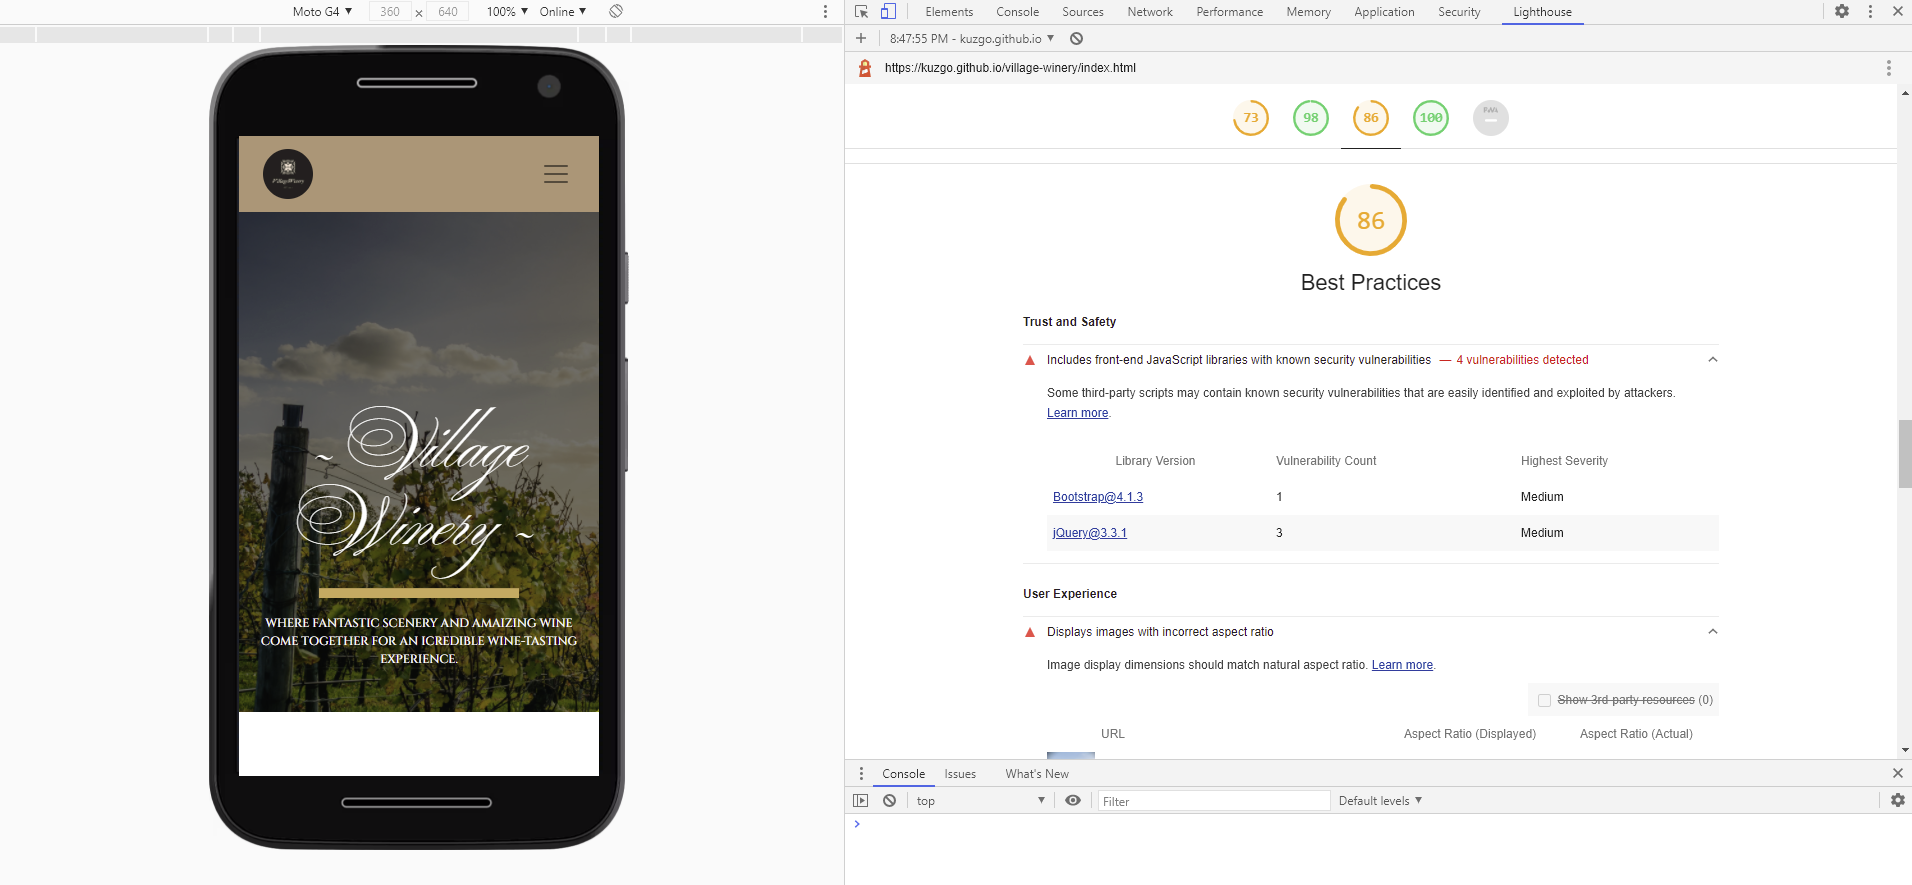 Moto G4 ▼ 360 × 640 100% ▼ Online ▼
Elements Console Sources Network Performance Memory Application Security Lighthouse
8:47:55 PM - kuzgo.github.io ▼
https://kuzgo.github.io/village-winery/index.html
73 98 86 100 PWA
86
Best Practices
Trust and Safety
Includes front-end JavaScript libraries with known security vulnerabilities — 4 vulnerabilities detected
Some third-party scripts may contain known security vulnerabilities that are easily identified and exploited by attackers.
Learn more.
Library Version Vulnerability Count Highest Severity
Bootstrap@4.1.3 1 Medium
jQuery@3.3.1 3 Medium
User Experience
Displays images with incorrect aspect ratio
Image display dimensions should match natural aspect ratio. Learn more.
Show 3rd-party resources (0)
URL Aspect Ratio (Displayed) Aspect Ratio (Actual)
Console Issues What's New
top ▼ Filter Default levels ▼
Village Winery
~ Village
Winery ~
WHERE FANTASTIC SCENERY AND AMAIZING WINE
COME TOGETHER FOR AN ICREDIBLE WINE-TASTING
EXPERIENCE.